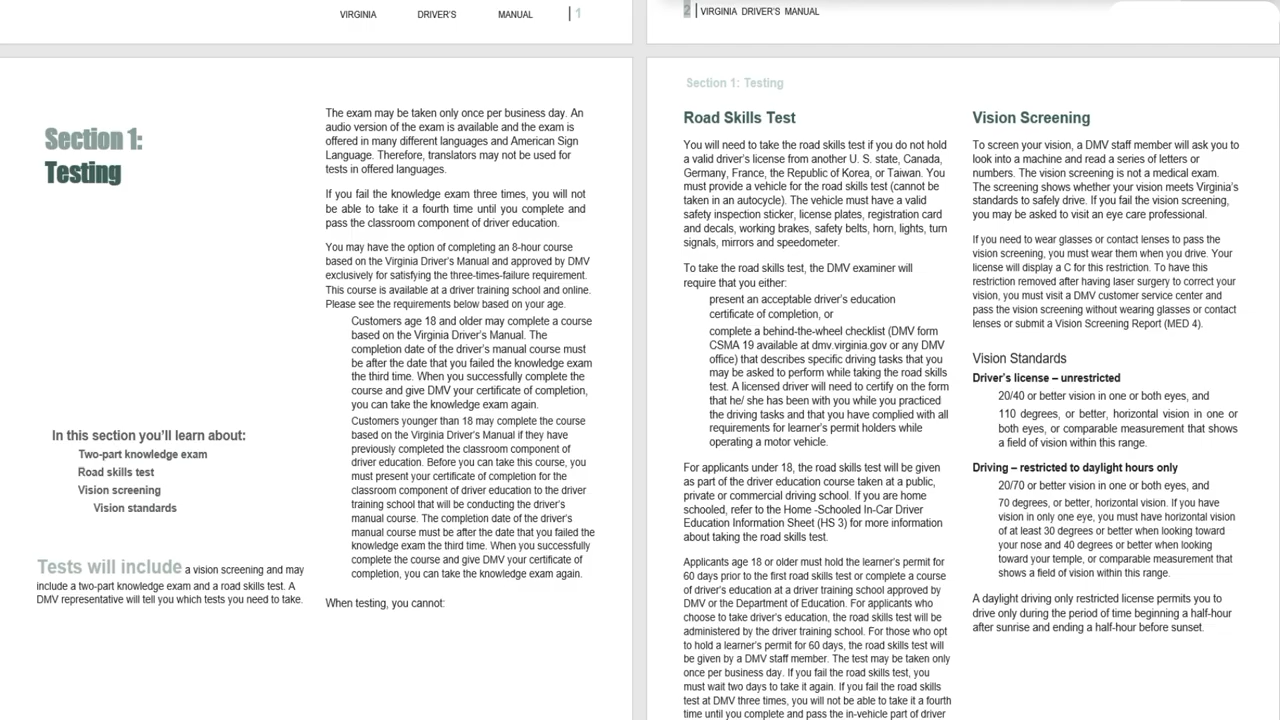 VIRGINIA DRIVER'S MANUAL | 1
2 | VIRGINIA DRIVER'S MANUAL
Section 1:
Testing
In this section you'll learn about:
Two-part knowledge exam
Road skills test
Vision screening
Vision standards
Tests will include a vision screening and may
include a two-part knowledge exam and a road skills test. A
DMV representative will tell you which tests you need to take.
The exam may be taken only once per business day. An
audio version of the exam is available and the exam is
offered in many different languages and American Sign
Language. Therefore, translators may not be used for
tests in offered languages.
If you fail the knowledge exam three times, you will not
be able to take it a fourth time until you complete and
pass the classroom component of driver education.
You may have the option of completing an 8-hour course
based on the Virginia Driver's Manual and approved by DMV
exclusively for satisfying the three-times-failure requirement.
This course is available at a driver training school and online.
Please see the requirements below based on your age.
Customers age 18 and older may complete a course
based on the Virginia Driver's Manual. The
completion date of the driver's manual course must
be after the date that you failed the knowledge exam
the third time. When you successfully complete the
course and give DMV your certificate of completion,
you can take the knowledge exam again.
Customers younger than 18 may complete the course
based on the Virginia Driver's Manual if they have
previously completed the classroom component of
driver education. Before you can take this course, you
must present your certificate of completion for the
classroom component of driver education to the driver
training school that will be conducting the driver's
manual course. The completion date of the driver's
manual course must be after the date that you failed the
knowledge exam the third time. When you successfully
complete the course and give DMV your certificate of
completion, you can take the knowledge exam again.
When testing, you cannot:
Section 1: Testing
Road Skills Test
You will need to take the road skills test if you do not hold
a valid driver's license from another U. S. state, Canada,
Germany, France, the Republic of Korea, or Taiwan. You
must provide a vehicle for the road skills test (cannot be
taken in an autocycle). The vehicle must have a valid
safety inspection sticker, license plates, registration card
and decals, working brakes, safety belts, horn, lights, turn
signals, mirrors and speedometer.
To take the road skills test, the DMV examiner will
require that you either:
present an acceptable driver's education
certificate of completion, or
complete a behind-the-wheel checklist (DMV form
CSMA 19 available at dmv.virginia.gov or any DMV
office) that describes specific driving tasks that you
may be asked to perform while taking the road skills
test. A licensed driver will need to certify on the form
that he/ she has been with you while you practiced
the driving tasks and that you have complied with all
requirements for learner's permit holders while
operating a motor vehicle.
For applicants under 18, the road skills test will be given
as part of the driver education course taken at a public,
private or commercial driving school. If you are home
schooled, refer to the Home -Schooled In-Car Driver
Education Information Sheet (HS 3) for more information
about taking the road skills test.
Applicants age 18 or older must hold the learner's permit for
60 days prior to the first road skills test or complete a course
of driver's education at a driver training school approved by
DMV or the Department of Education. For applicants who
choose to take driver's education, the road skills test will be
administered by the driver training school. For those who opt
to hold a learner's permit for 60 days, the road skills test will
be given by a DMV staff member. The test may be taken only
once per business day. If you fail the road skills test, you
must wait two days to take it again. If you fail the road skills
test at DMV three times, you will not be able to take it a fourth
time until you complete and pass the in-vehicle part of driver
Vision Screening
To screen your vision, a DMV staff member will ask you to
look into a machine and read a series of letters or
numbers. The vision screening is not a medical exam.
The screening shows whether your vision meets Virginia's
standards to safely drive. If you fail the vision screening,
you may be asked to visit an eye care professional.
If you need to wear glasses or contact lenses to pass the
vision screening, you must wear them when you drive. Your
license will display a C for this restriction. To have this
restriction removed after having laser surgery to correct your
vision, you must visit a DMV customer service center and
pass the vision screening without wearing glasses or contact
lenses or submit a Vision Screening Report (MED 4).
Vision Standards
Driver's license – unrestricted
20/40 or better vision in one or both eyes, and
110 degrees, or better, horizontal vision in one or
both eyes, or comparable measurement that shows
a field of vision within this range.
Driving – restricted to daylight hours only
20/70 or better vision in one or both eyes, and
70 degrees, or better, horizontal vision. If you have
vision in only one eye, you must have horizontal vision
of at least 30 degrees or better when looking toward
your nose and 40 degrees or better when looking
toward your temple, or comparable measurement that
shows a field of vision within this range.
A daylight driving only restricted license permits you to
drive only during the period of time beginning a half-hour
after sunrise and ending a half-hour before sunset.